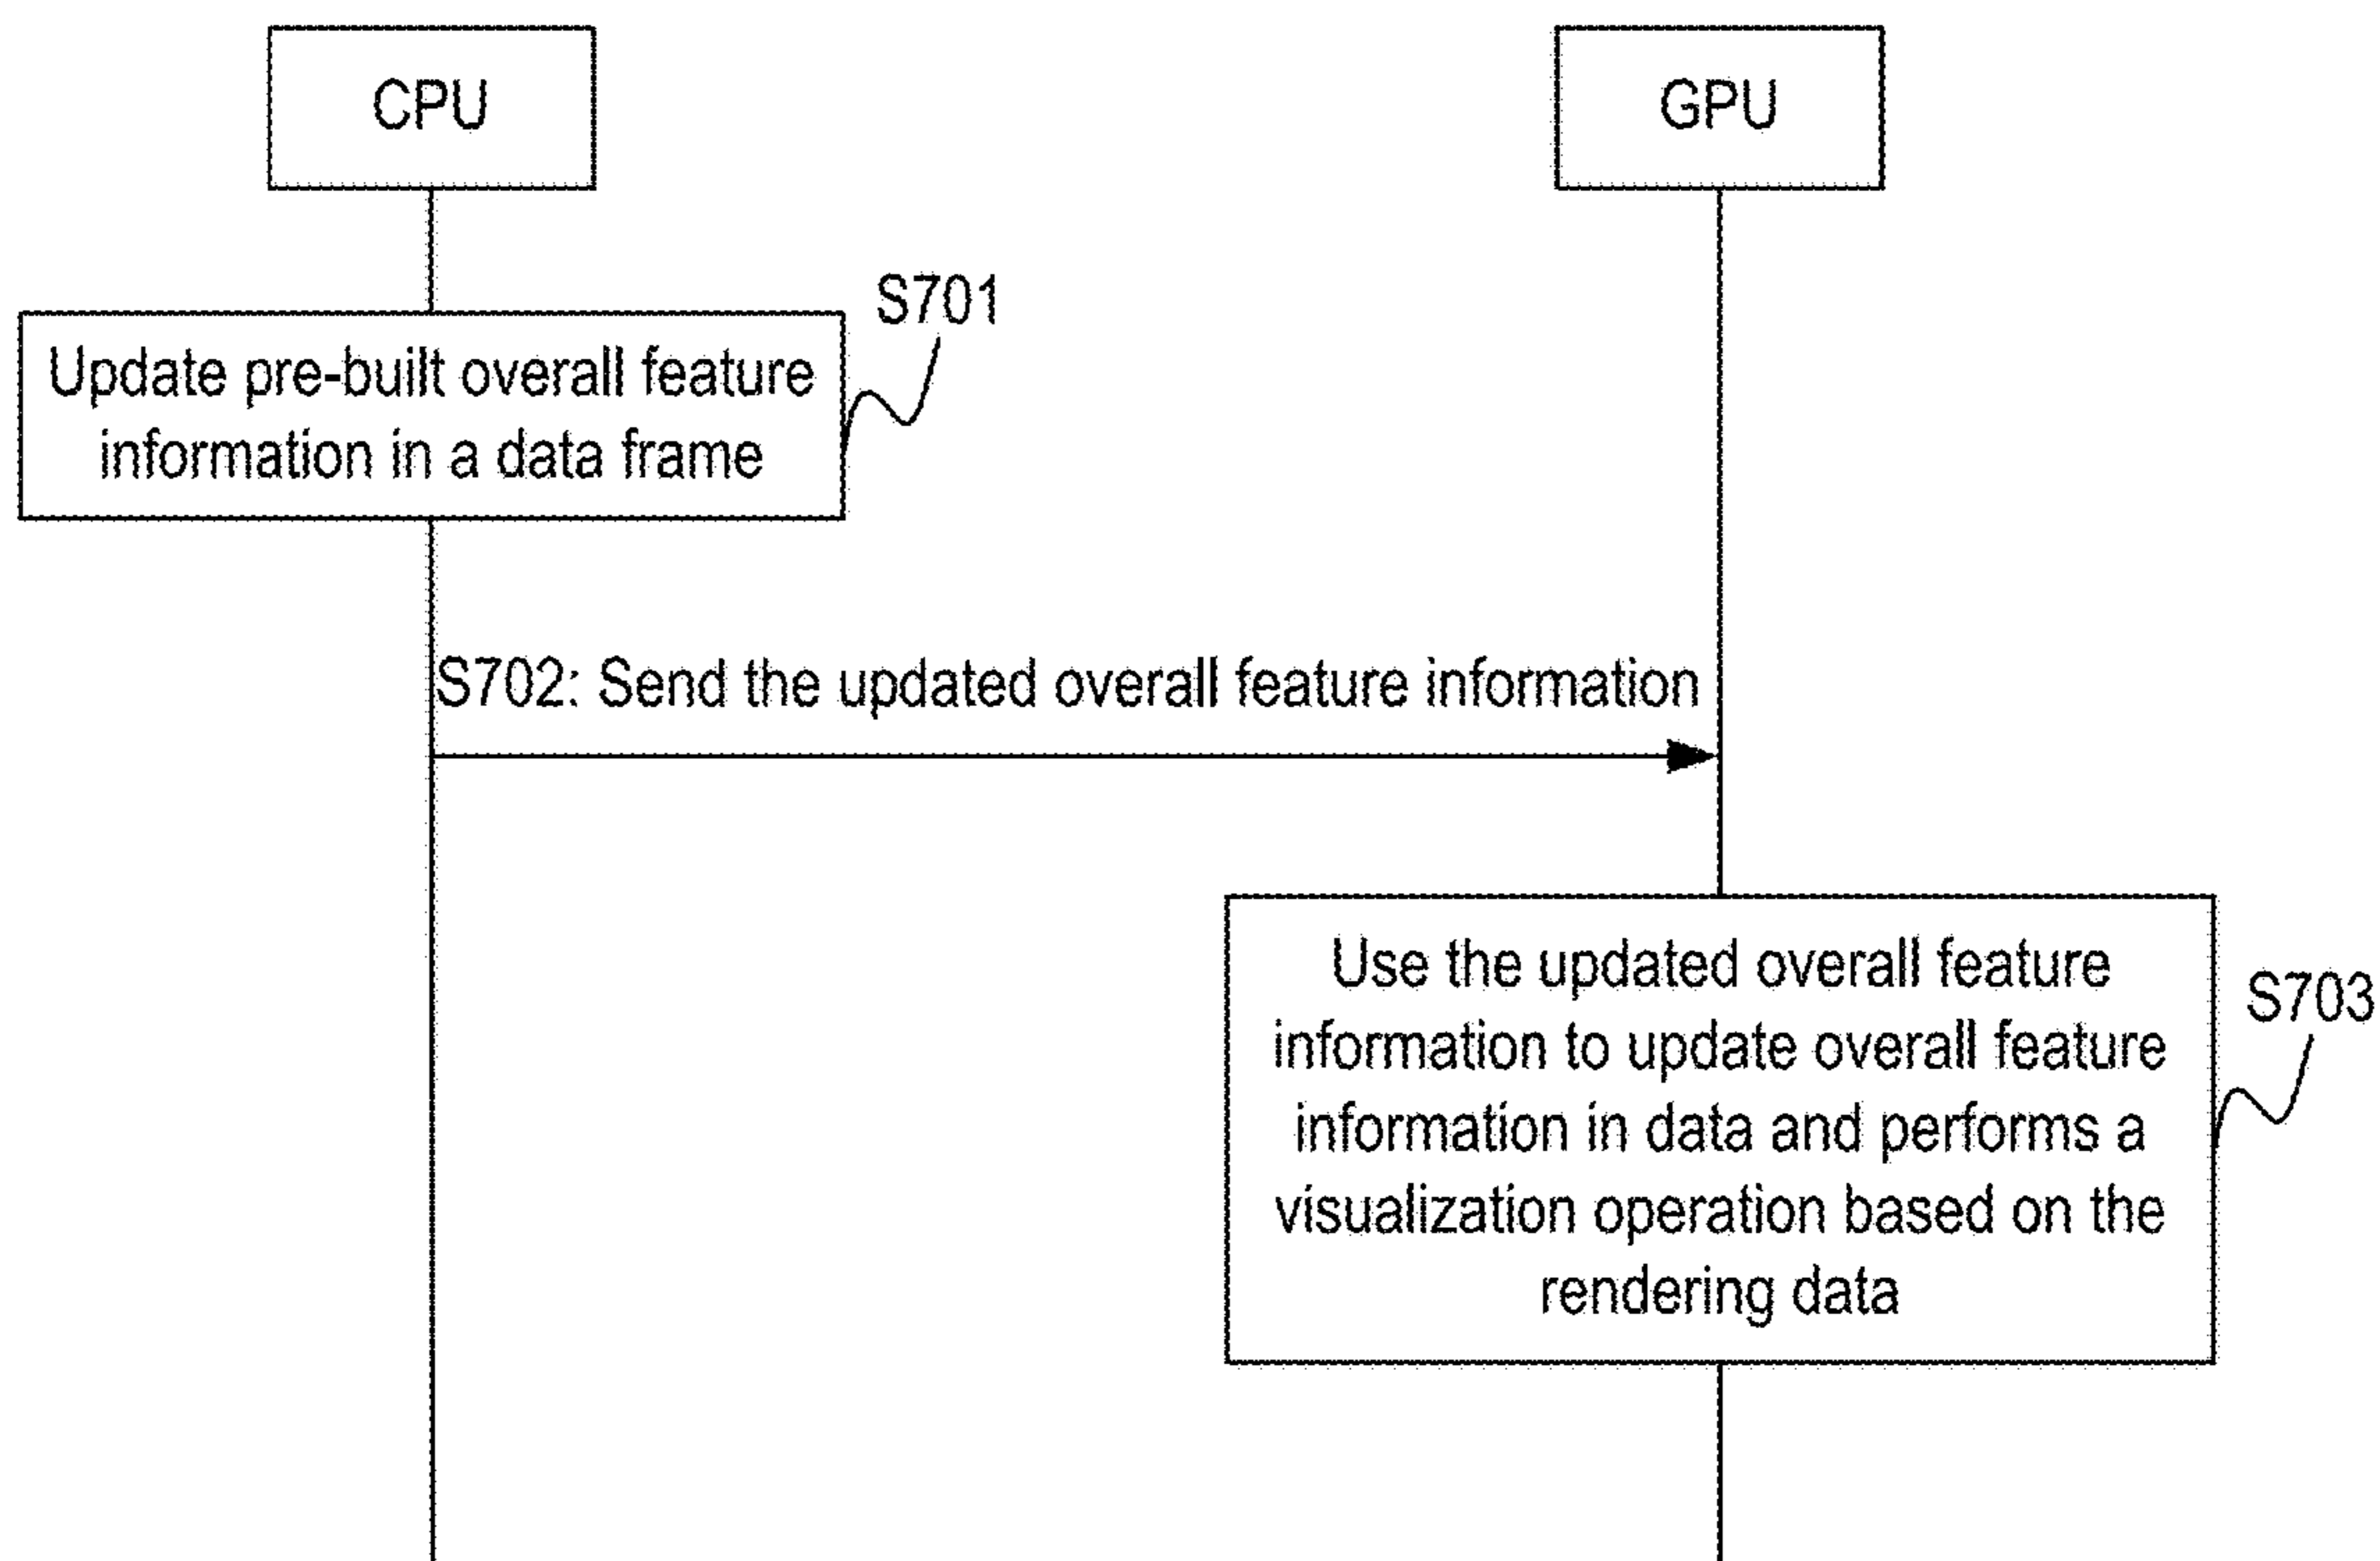 CPU
GPU
S701
Update pre-built overall feature
information in a data frame
S702: Send the updated overall feature information
Use the updated overall feature
information to update overall feature
information in data and performs a
visualization operation based on the
rendering data
S703